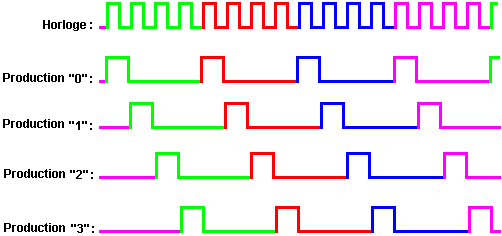 Horloge :
Production "0":
Production "1":
Production "2":
Production "3":